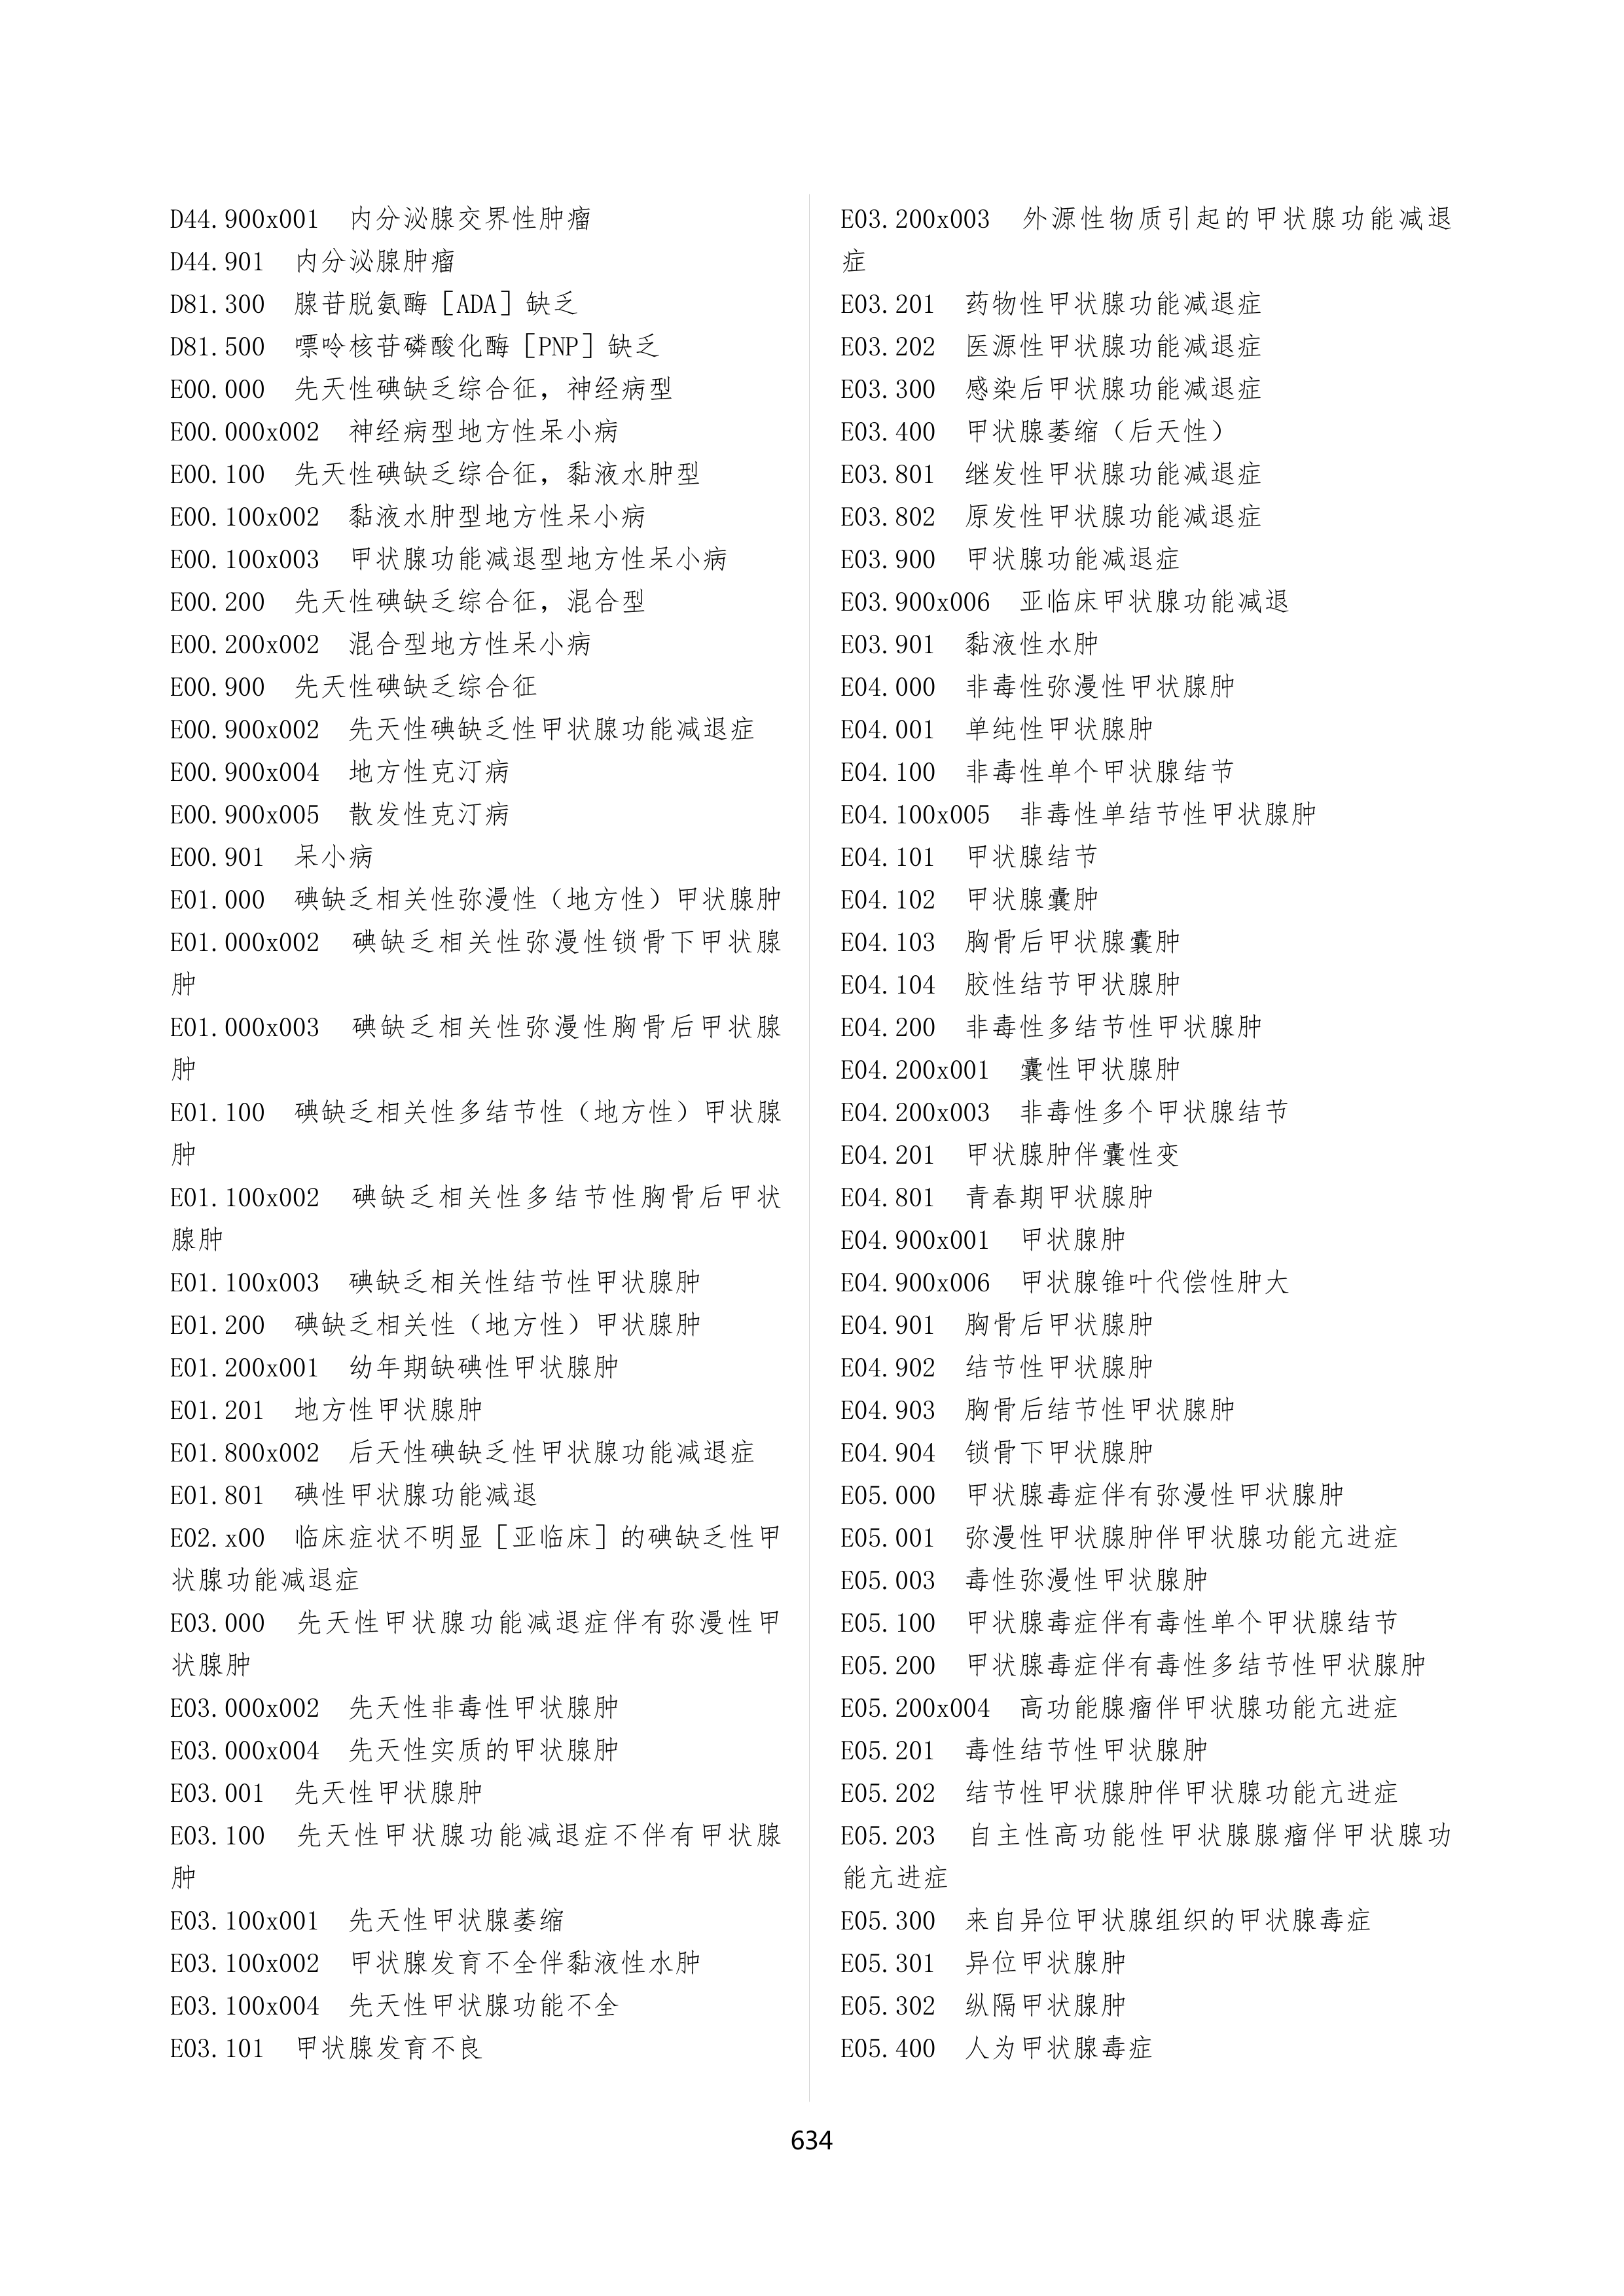 D44.900x001 内分泌腺交界性肿瘤
D44.901 内分泌腺肿瘤
D81.300 腺苷脱氨酶［ADA］缺乏
D81.500 嘌呤核苷磷酸化酶［PNP］缺乏
E00.000 先天性碘缺乏综合征，神经病型
E00.000x002 神经病型地方性呆小病
E00.100 先天性碘缺乏综合征，黏液水肿型
E00.100x002 黏液水肿型地方性呆小病
E00.100x003 甲状腺功能减退型地方性呆小病
E00.200 先天性碘缺乏综合征，混合型
E00.200x002 混合型地方性呆小病
E00.900 先天性碘缺乏综合征
E00.900x002 先天性碘缺乏性甲状腺功能减退症
E00.900x004 地方性克汀病
E00.900x005 散发性克汀病
E00.901 呆小病
E01.000 碘缺乏相关性弥漫性（地方性）甲状腺肿
E01.000x002 碘缺乏相关性弥漫性锁骨下甲状腺
肿
E01.000x003 碘缺乏相关性弥漫性胸骨后甲状腺
肿
E01.100 碘缺乏相关性多结节性（地方性）甲状腺
肿
E01.100x002 碘缺乏相关性多结节性胸骨后甲状
腺肿
E01.100x003 碘缺乏相关性结节性甲状腺肿
E01.200 碘缺乏相关性（地方性）甲状腺肿
E01.200x001 幼年期缺碘性甲状腺肿
E01.201 地方性甲状腺肿
E01.800x002 后天性碘缺乏性甲状腺功能减退症
E01.801 碘性甲状腺功能减退
E02.x00 临床症状不明显［亚临床］的碘缺乏性甲
状腺功能减退症
E03.000 先天性甲状腺功能减退症伴有弥漫性甲
状腺肿
E03.000x002 先天性非毒性甲状腺肿
E03.000x004 先天性实质的甲状腺肿
E03.001 先天性甲状腺肿
E03.100 先天性甲状腺功能减退症不伴有甲状腺
肿
E03.100x001 先天性甲状腺萎缩
E03.100x002 甲状腺发育不全伴黏液性水肿
E03.100x004 先天性甲状腺功能不全
E03.101 甲状腺发育不良
E03.200x003 外源性物质引起的甲状腺功能减退
症
E03.201 药物性甲状腺功能减退症
E03.202 医源性甲状腺功能减退症
E03.300 感染后甲状腺功能减退症
E03.400 甲状腺萎缩（后天性）
E03.801 继发性甲状腺功能减退症
E03.802 原发性甲状腺功能减退症
E03.900 甲状腺功能减退症
E03.900x006 亚临床甲状腺功能减退
E03.901 黏液性水肿
E04.000 非毒性弥漫性甲状腺肿
E04.001 单纯性甲状腺肿
E04.100 非毒性单个甲状腺结节
E04.100x005 非毒性单结节性甲状腺肿
E04.101 甲状腺结节
E04.102 甲状腺囊肿
E04.103 胸骨后甲状腺囊肿
E04.104 胶性结节甲状腺肿
E04.200 非毒性多结节性甲状腺肿
E04.200x001 囊性甲状腺肿
E04.200x003 非毒性多个甲状腺结节
E04.201 甲状腺肿伴囊性变
E04.801 青春期甲状腺肿
E04.900x001 甲状腺肿
E04.900x006 甲状腺锥叶代偿性肿大
E04.901 胸骨后甲状腺肿
E04.902 结节性甲状腺肿
E04.903 胸骨后结节性甲状腺肿
E04.904 锁骨下甲状腺肿
E05.000 甲状腺毒症伴有弥漫性甲状腺肿
E05.001 弥漫性甲状腺肿伴甲状腺功能亢进症
E05.003 毒性弥漫性甲状腺肿
E05.100 甲状腺毒症伴有毒性单个甲状腺结节
E05.200 甲状腺毒症伴有毒性多结节性甲状腺肿
E05.200x004 高功能腺瘤伴甲状腺功能亢进症
E05.201 毒性结节性甲状腺肿
E05.202 结节性甲状腺肿伴甲状腺功能亢进症
E05.203 自主性高功能性甲状腺腺瘤伴甲状腺功
能亢进症
E05.300 来自异位甲状腺组织的甲状腺毒症
E05.301 异位甲状腺肿
E05.302 纵隔甲状腺肿
E05.400 人为甲状腺毒症
634